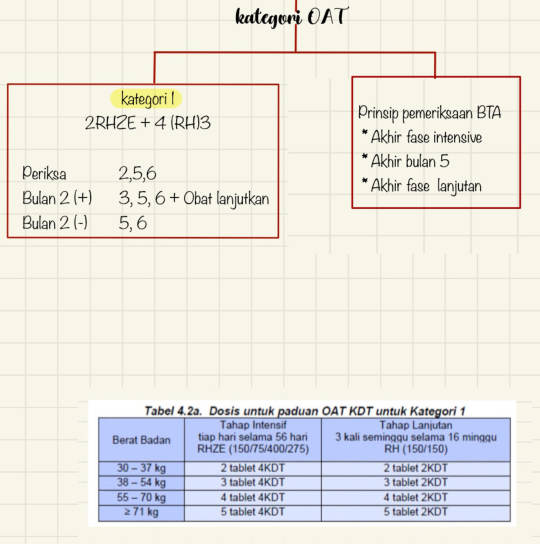 kategori OAT
kategori 1
2RHZE + 4 (RH)3
Periksa 2,5,6
Bulan 2 (+) 3, 5, 6 + Obat lanjutkan
Bulan 2 (-) 5, 6
Prinsip pemeriksaan BTA
* Akhir fase intensive
* Akhir bulan 5
* Akhir fase lanjutan
Tabel 4.2a. Dosis untuk paduan OAT KDT untuk Kategori 1
Berat Badan
Tahap Intensif
tiap hari selama 56 hari
RHZE (150/75/400/275)
Tahap Lanjutan
3 kali seminggu selama 16 minggu
RH (150/150)
30 – 37 kg 2 tablet 4KDT 2 tablet 2KDT
38 – 54 kg 3 tablet 4KDT 3 tablet 2KDT
55 – 70 kg 4 tablet 4KDT 4 tablet 2KDT
≥ 71 kg 5 tablet 4KDT 5 tablet 2KDT